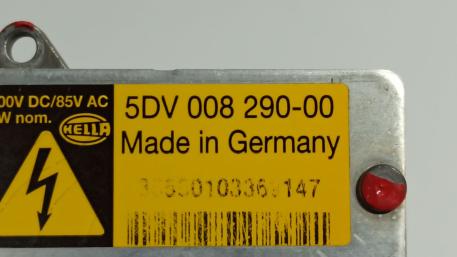 00V DC/85V AC
W nom.
HELLA
5DV 008 290-00
Made in Germany